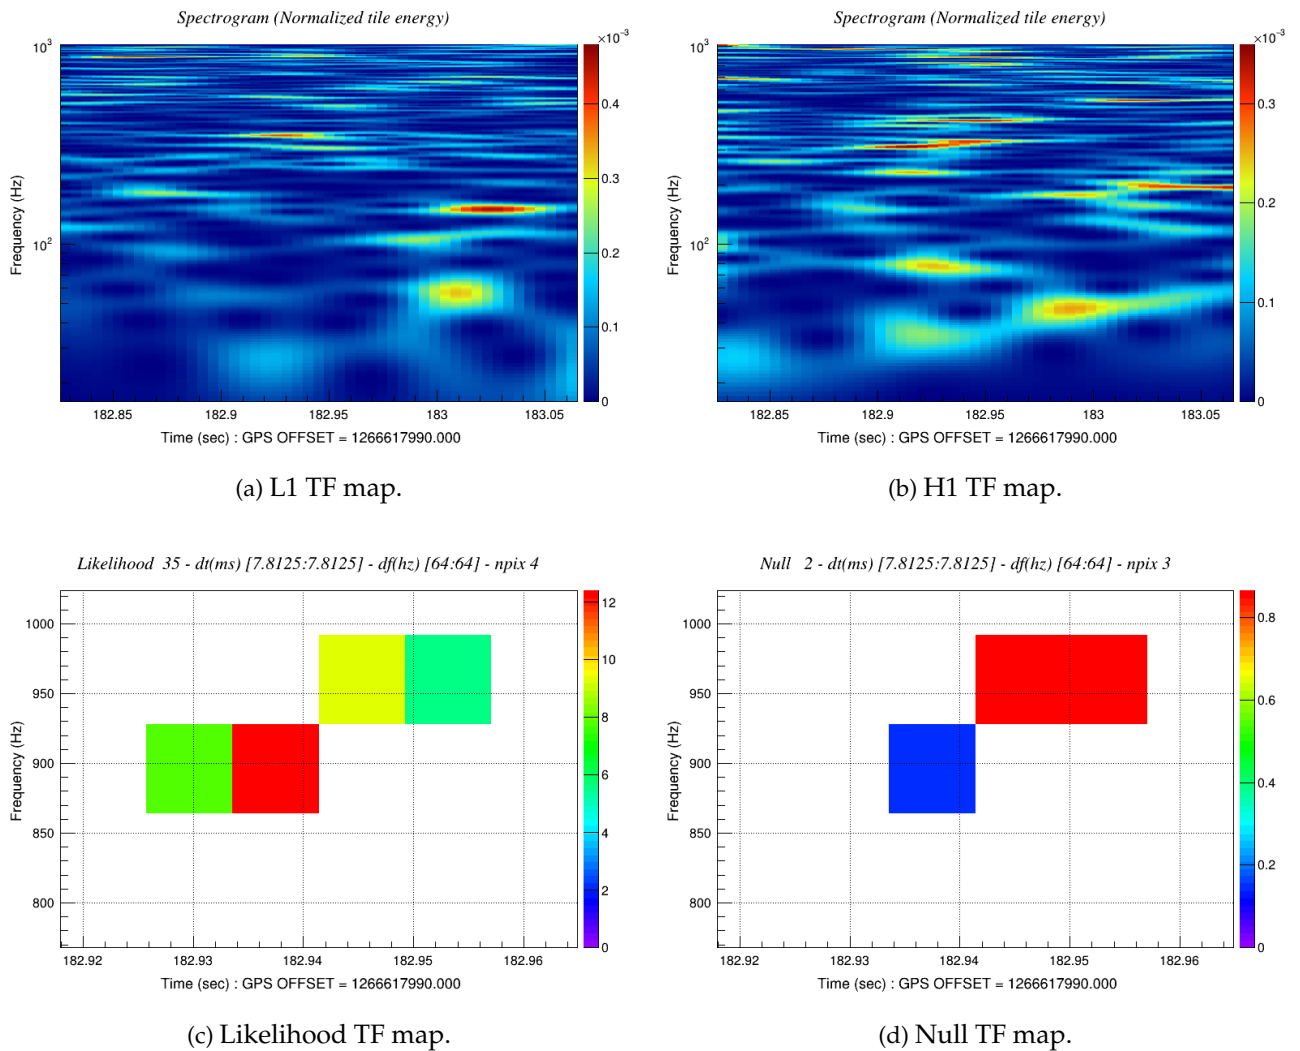 Spectrogram (Normalized tile energy)
×10⁻³
10³
10²
Frequency (Hz)
0.4
0.3
0.2
0.1
0
182.85 182.9 182.95 183 183.05
Time (sec) : GPS OFFSET = 1266617990.000
(a) L1 TF map.
Spectrogram (Normalized tile energy)
×10⁻³
10³
10²
Frequency (Hz)
0.3
0.2
0.1
0
182.85 182.9 182.95 183 183.05
Time (sec) : GPS OFFSET = 1266617990.000
(b) H1 TF map.
Likelihood 35 - dt(ms) [7.8125:7.8125] - df(hz) [64:64] - npix 4
Frequency (Hz)
1000
950
900
850
800
12
10
8
6
4
2
0
182.92 182.93 182.94 182.95 182.96
Time (sec) : GPS OFFSET = 1266617990.000
(c) Likelihood TF map.
Null 2 - dt(ms) [7.8125:7.8125] - df(hz) [64:64] - npix 3
Frequency (Hz)
1000
950
900
850
800
0.8
0.6
0.4
0.2
0
182.92 182.93 182.94 182.95 182.96
Time (sec) : GPS OFFSET = 1266617990.000
(d) Null TF map.